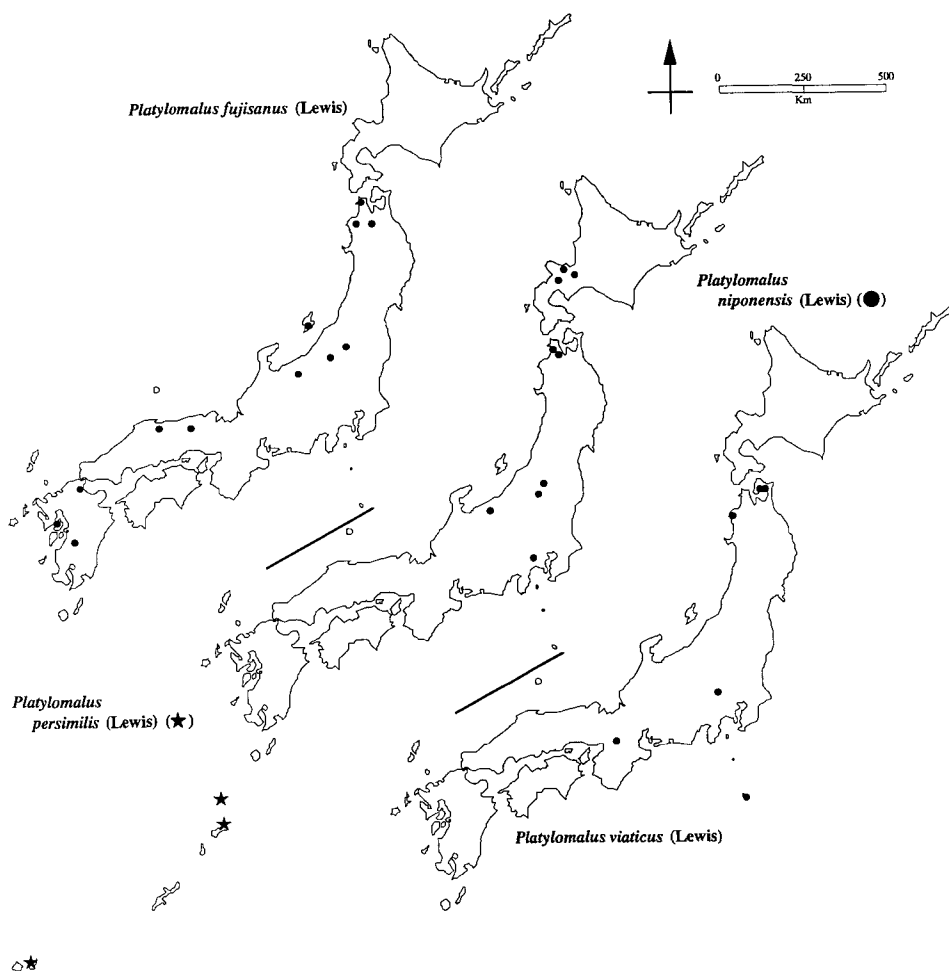 Platylomalus fujisanus (Lewis)
0 250 500
Km
Platylomalus
niponensis (Lewis) (●)
Platylomalus
persimilis (Lewis) (★)
Platylomalus viaticus (Lewis)